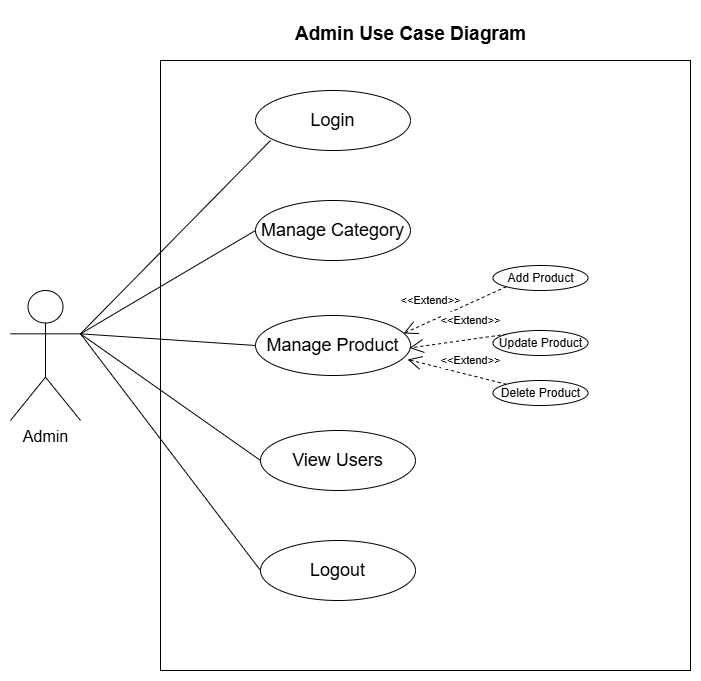 Admin Use Case Diagram
Login
Manage Category
Add Product
<<Extend>>
<<Extend>>
Update Product
Manage Product
<<Extend>>
Delete Product
Admin
View Users
Logout